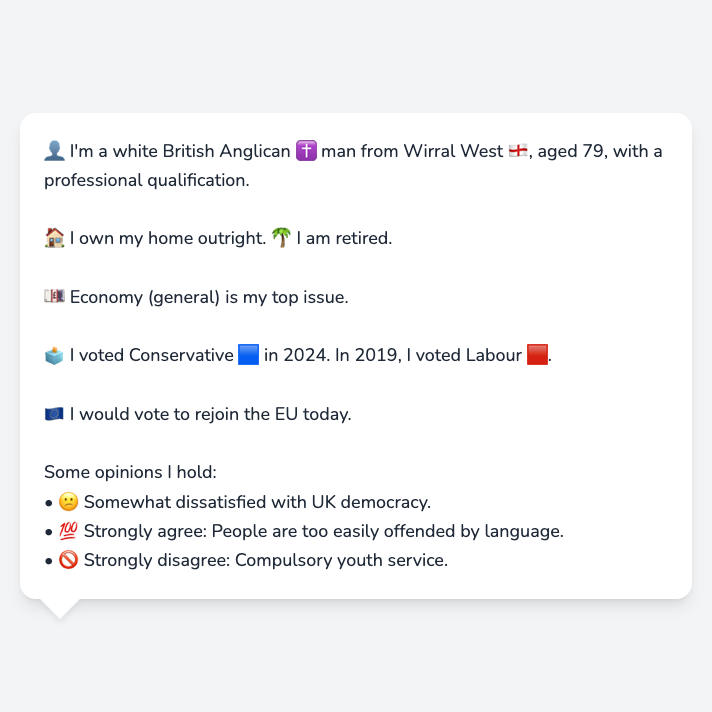 👤 I'm a white British Anglican ✝️ man from Wirral West 🏴󠁧󠁢󠁥󠁮󠁧󠁿, aged 79, with a
professional qualification.
🏠 I own my home outright. 🌴 I am retired.
💷 Economy (general) is my top issue.
🗳️ I voted Conservative 🟦 in 2024. In 2019, I voted Labour 🟥.
🇪🇺 I would vote to rejoin the EU today.
Some opinions I hold:
• 🙁 Somewhat dissatisfied with UK democracy.
• 💯 Strongly agree: People are too easily offended by language.
• 🚫 Strongly disagree: Compulsory youth service.